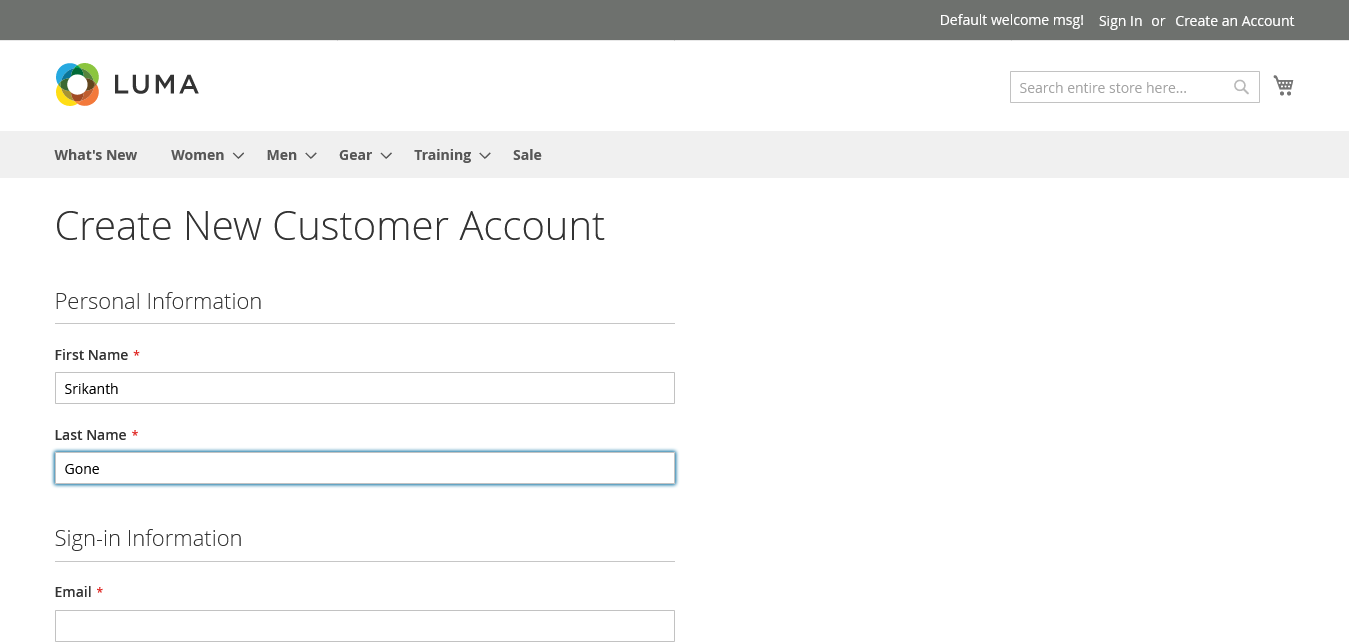 Default welcome msg! Sign In or Create an Account
LUMA
Search entire store here...
What's New Women Men Gear Training Sale
Create New Customer Account
Personal Information
First Name *
Srikanth
Last Name *
Gone
Sign-in Information
Email *